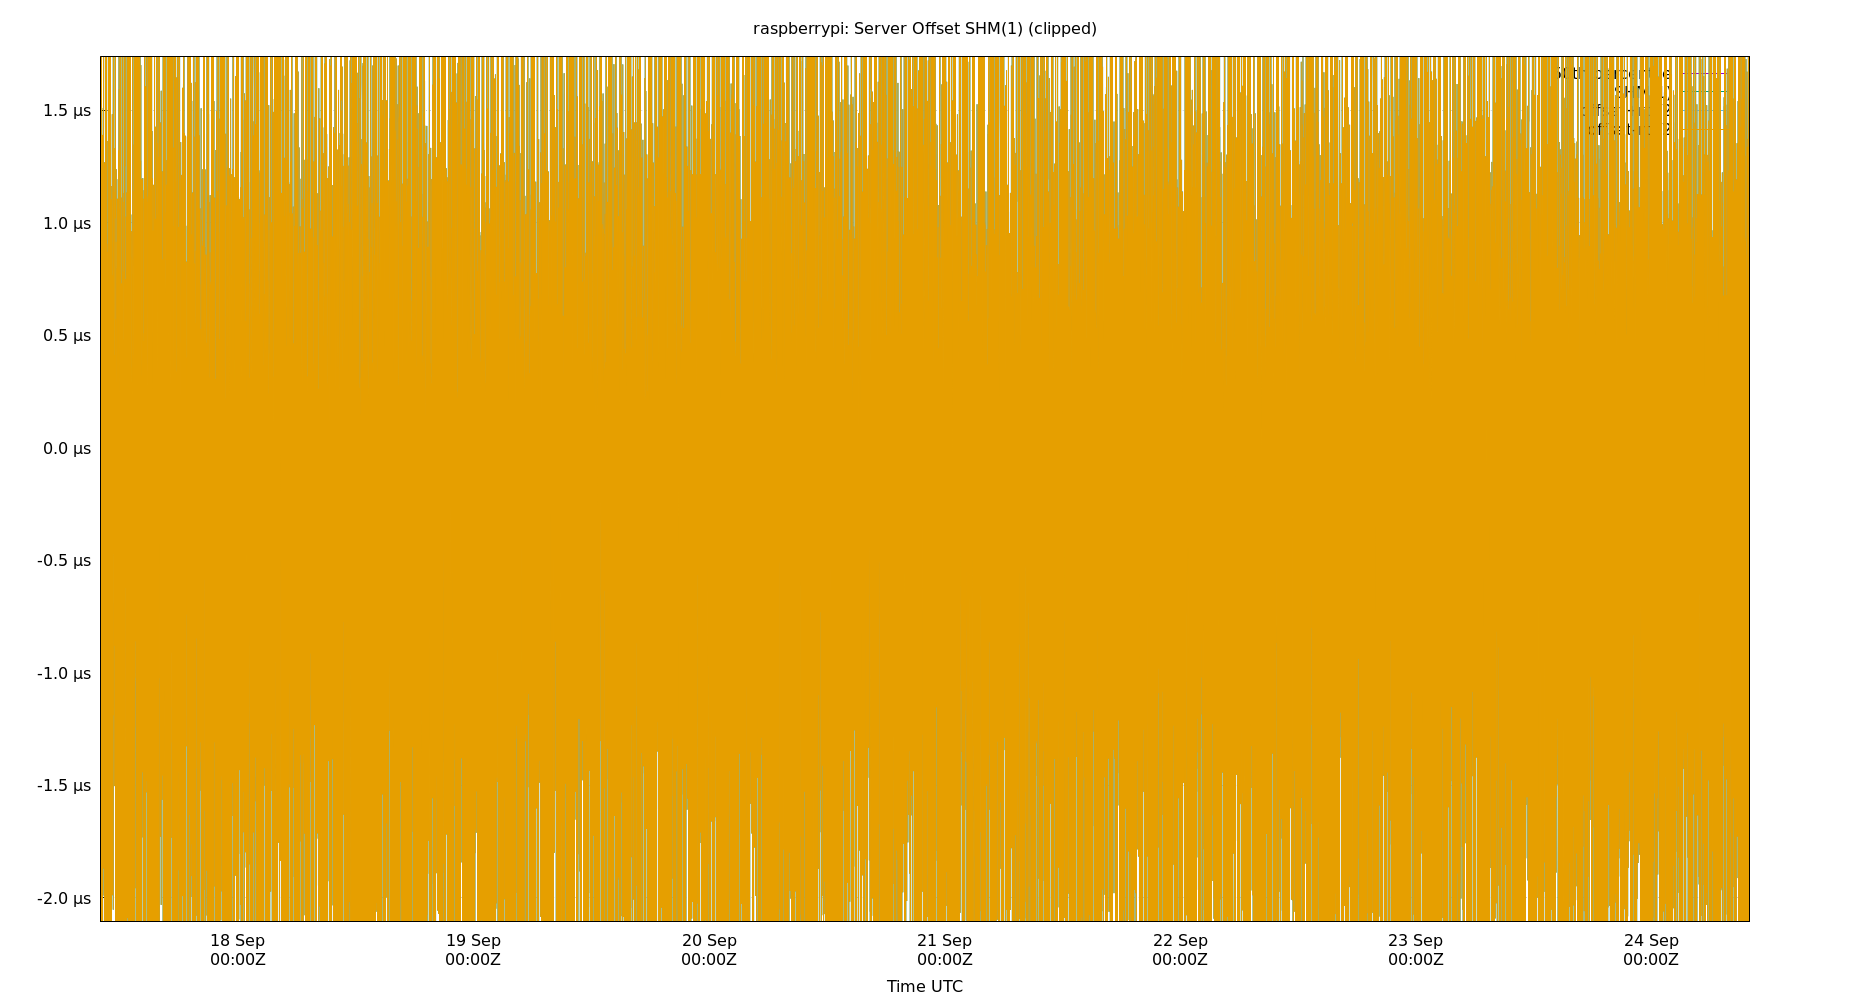 raspberrypi: Server Offset SHM(1) (clipped)
1.5 µs
1.0 µs
0.5 µs
0.0 µs
-0.5 µs
-1.0 µs
-1.5 µs
-2.0 µs
18 Sep 19 Sep 20 Sep 21 Sep 22 Sep 23 Sep 24 Sep
00:00Z 00:00Z 00:00Z 00:00Z 00:00Z 00:00Z 00:00Z
Time UTC